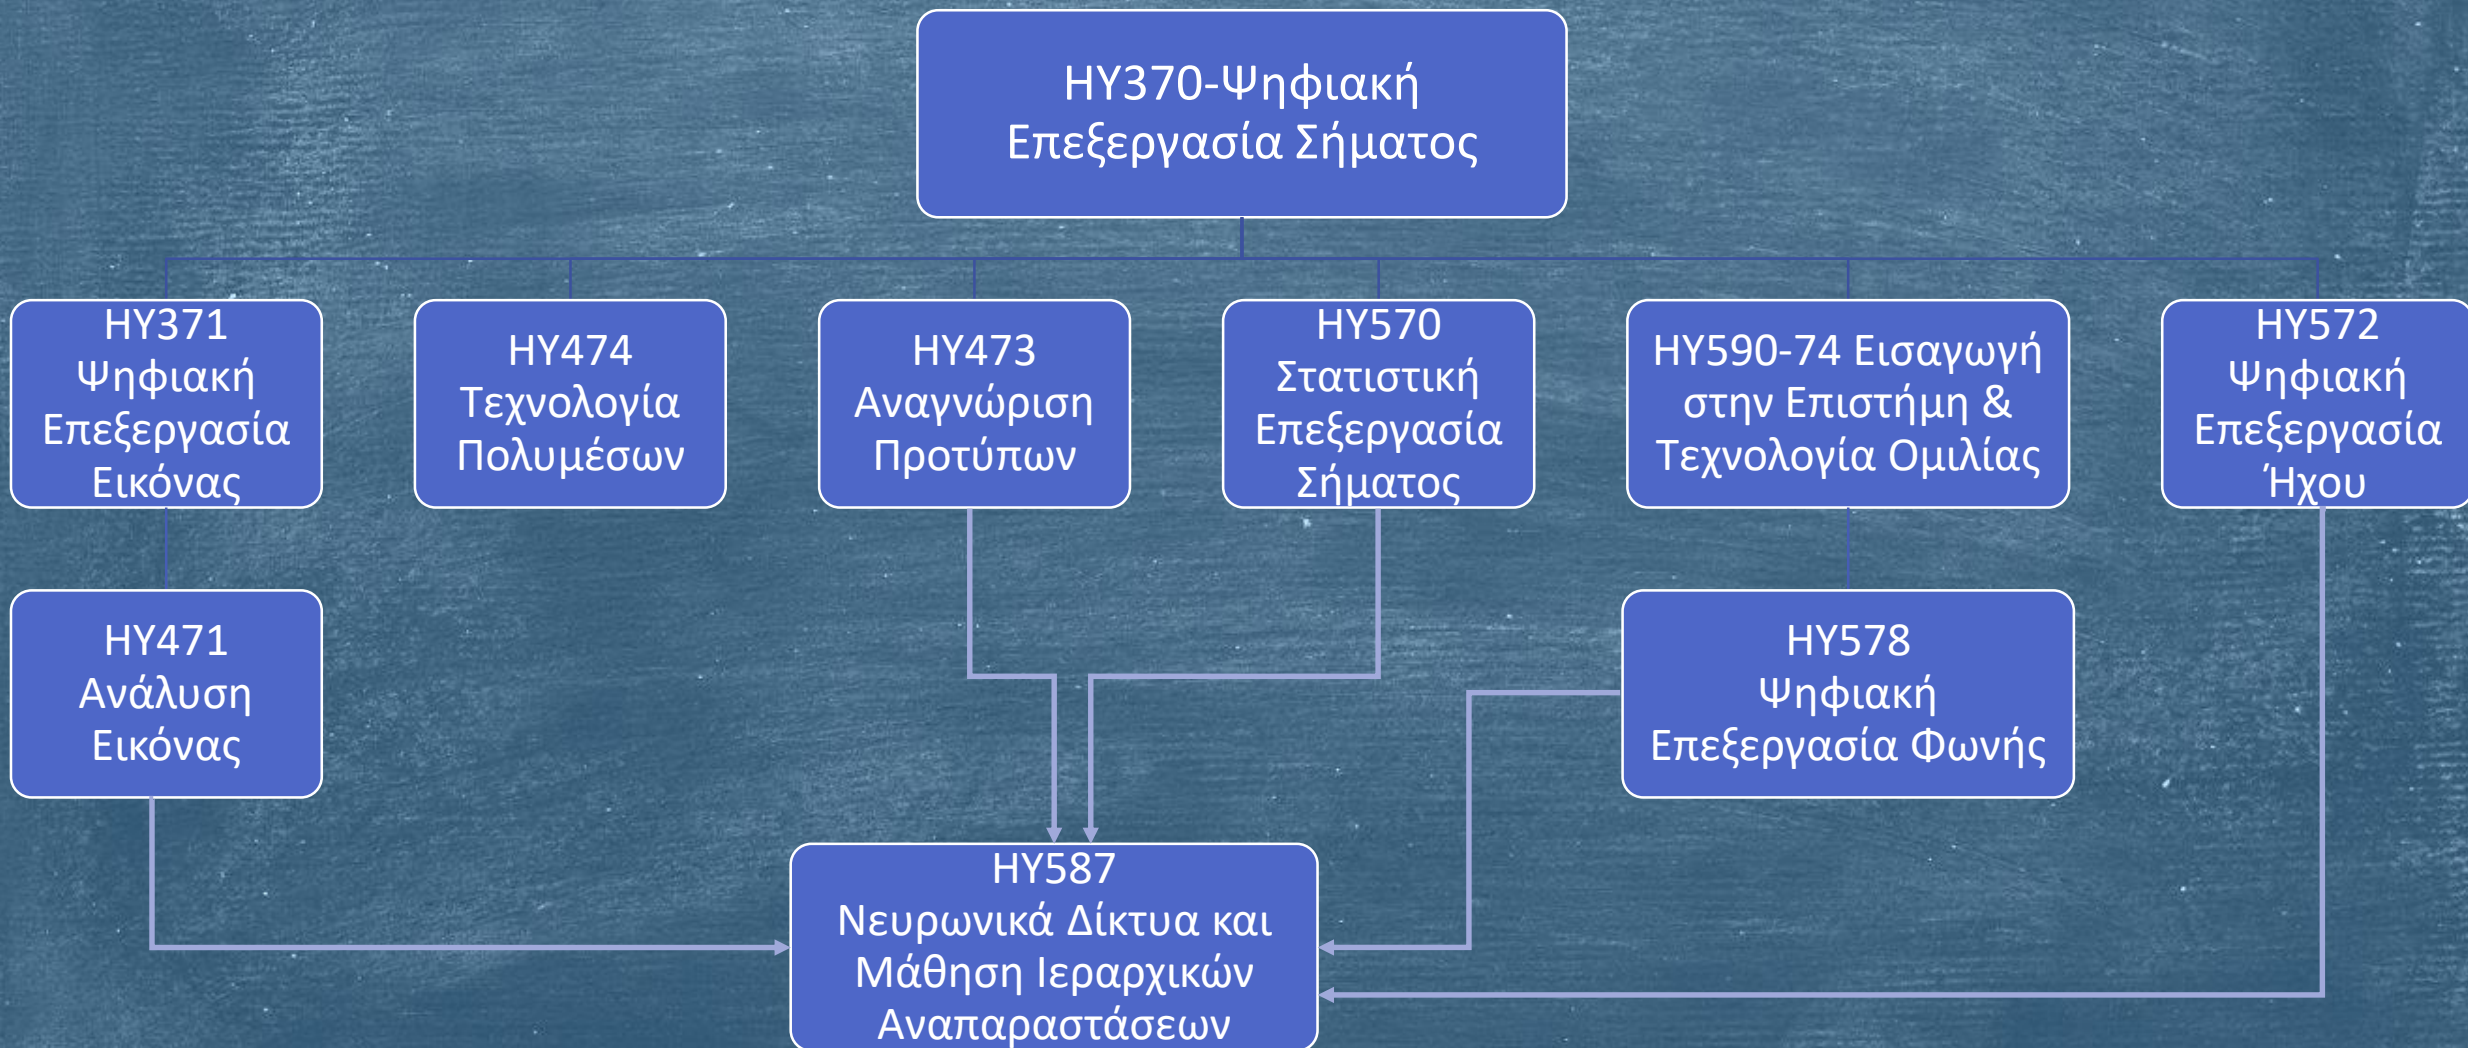 ΗΥ370-Ψηφιακή
Επεξεργασία Σήματος
ΗΥ371
Ψηφιακή
Επεξεργασία
Εικόνας
ΗΥ474
Τεχνολογία
Πολυμέσων
ΗΥ473
Αναγνώριση
Προτύπων
ΗΥ570
Στατιστική
Επεξεργασία
Σήματος
ΗΥ590-74 Εισαγωγή
στην Επιστήμη &
Τεχνολογία Ομιλίας
ΗΥ572
Ψηφιακή
Επεξεργασία
Ήχου
ΗΥ471
Ανάλυση
Εικόνας
ΗΥ578
Ψηφιακή
Επεξεργασία Φωνής
ΗΥ587
Νευρωνικά Δίκτυα και
Μάθηση Ιεραρχικών
Αναπαραστάσεων